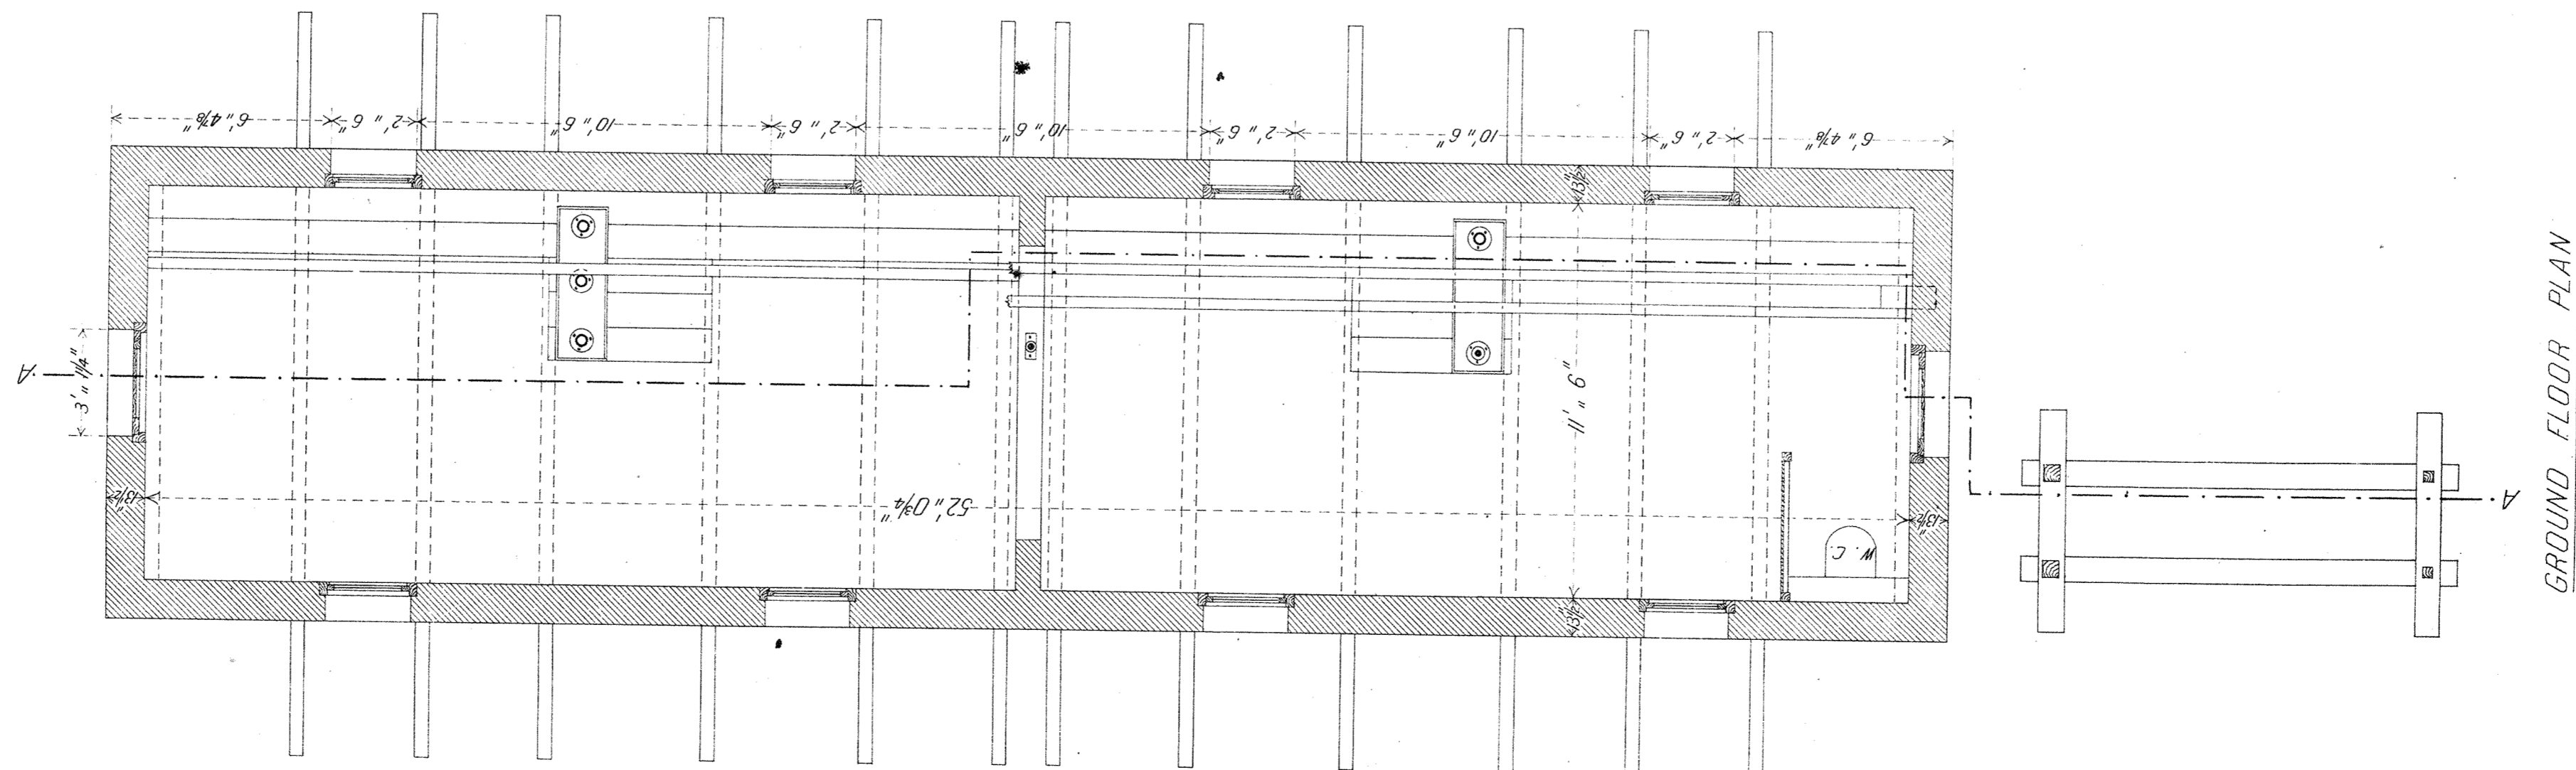 6' „ 4⅞"
2' „ 6"
10' „ 6"
2' „ 6"
10' „ 6"
2' „ 6"
10' „ 6"
2' „ 6"
6' „ 4⅞"
13½"
3' „ 1¼"
A
11' „ 6"
13½"
52' „ 0¾"
13½"
A
W. C.
13½"
GROUND FLOOR PLAN